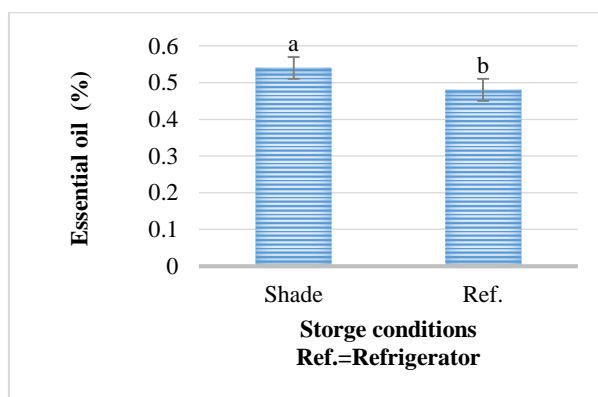 0.6
0.5
0.4
0.3
0.2
0.1
0
Essential oil (%)
a
b
Shade
Ref.
Storge conditions
Ref.=Refrigerator